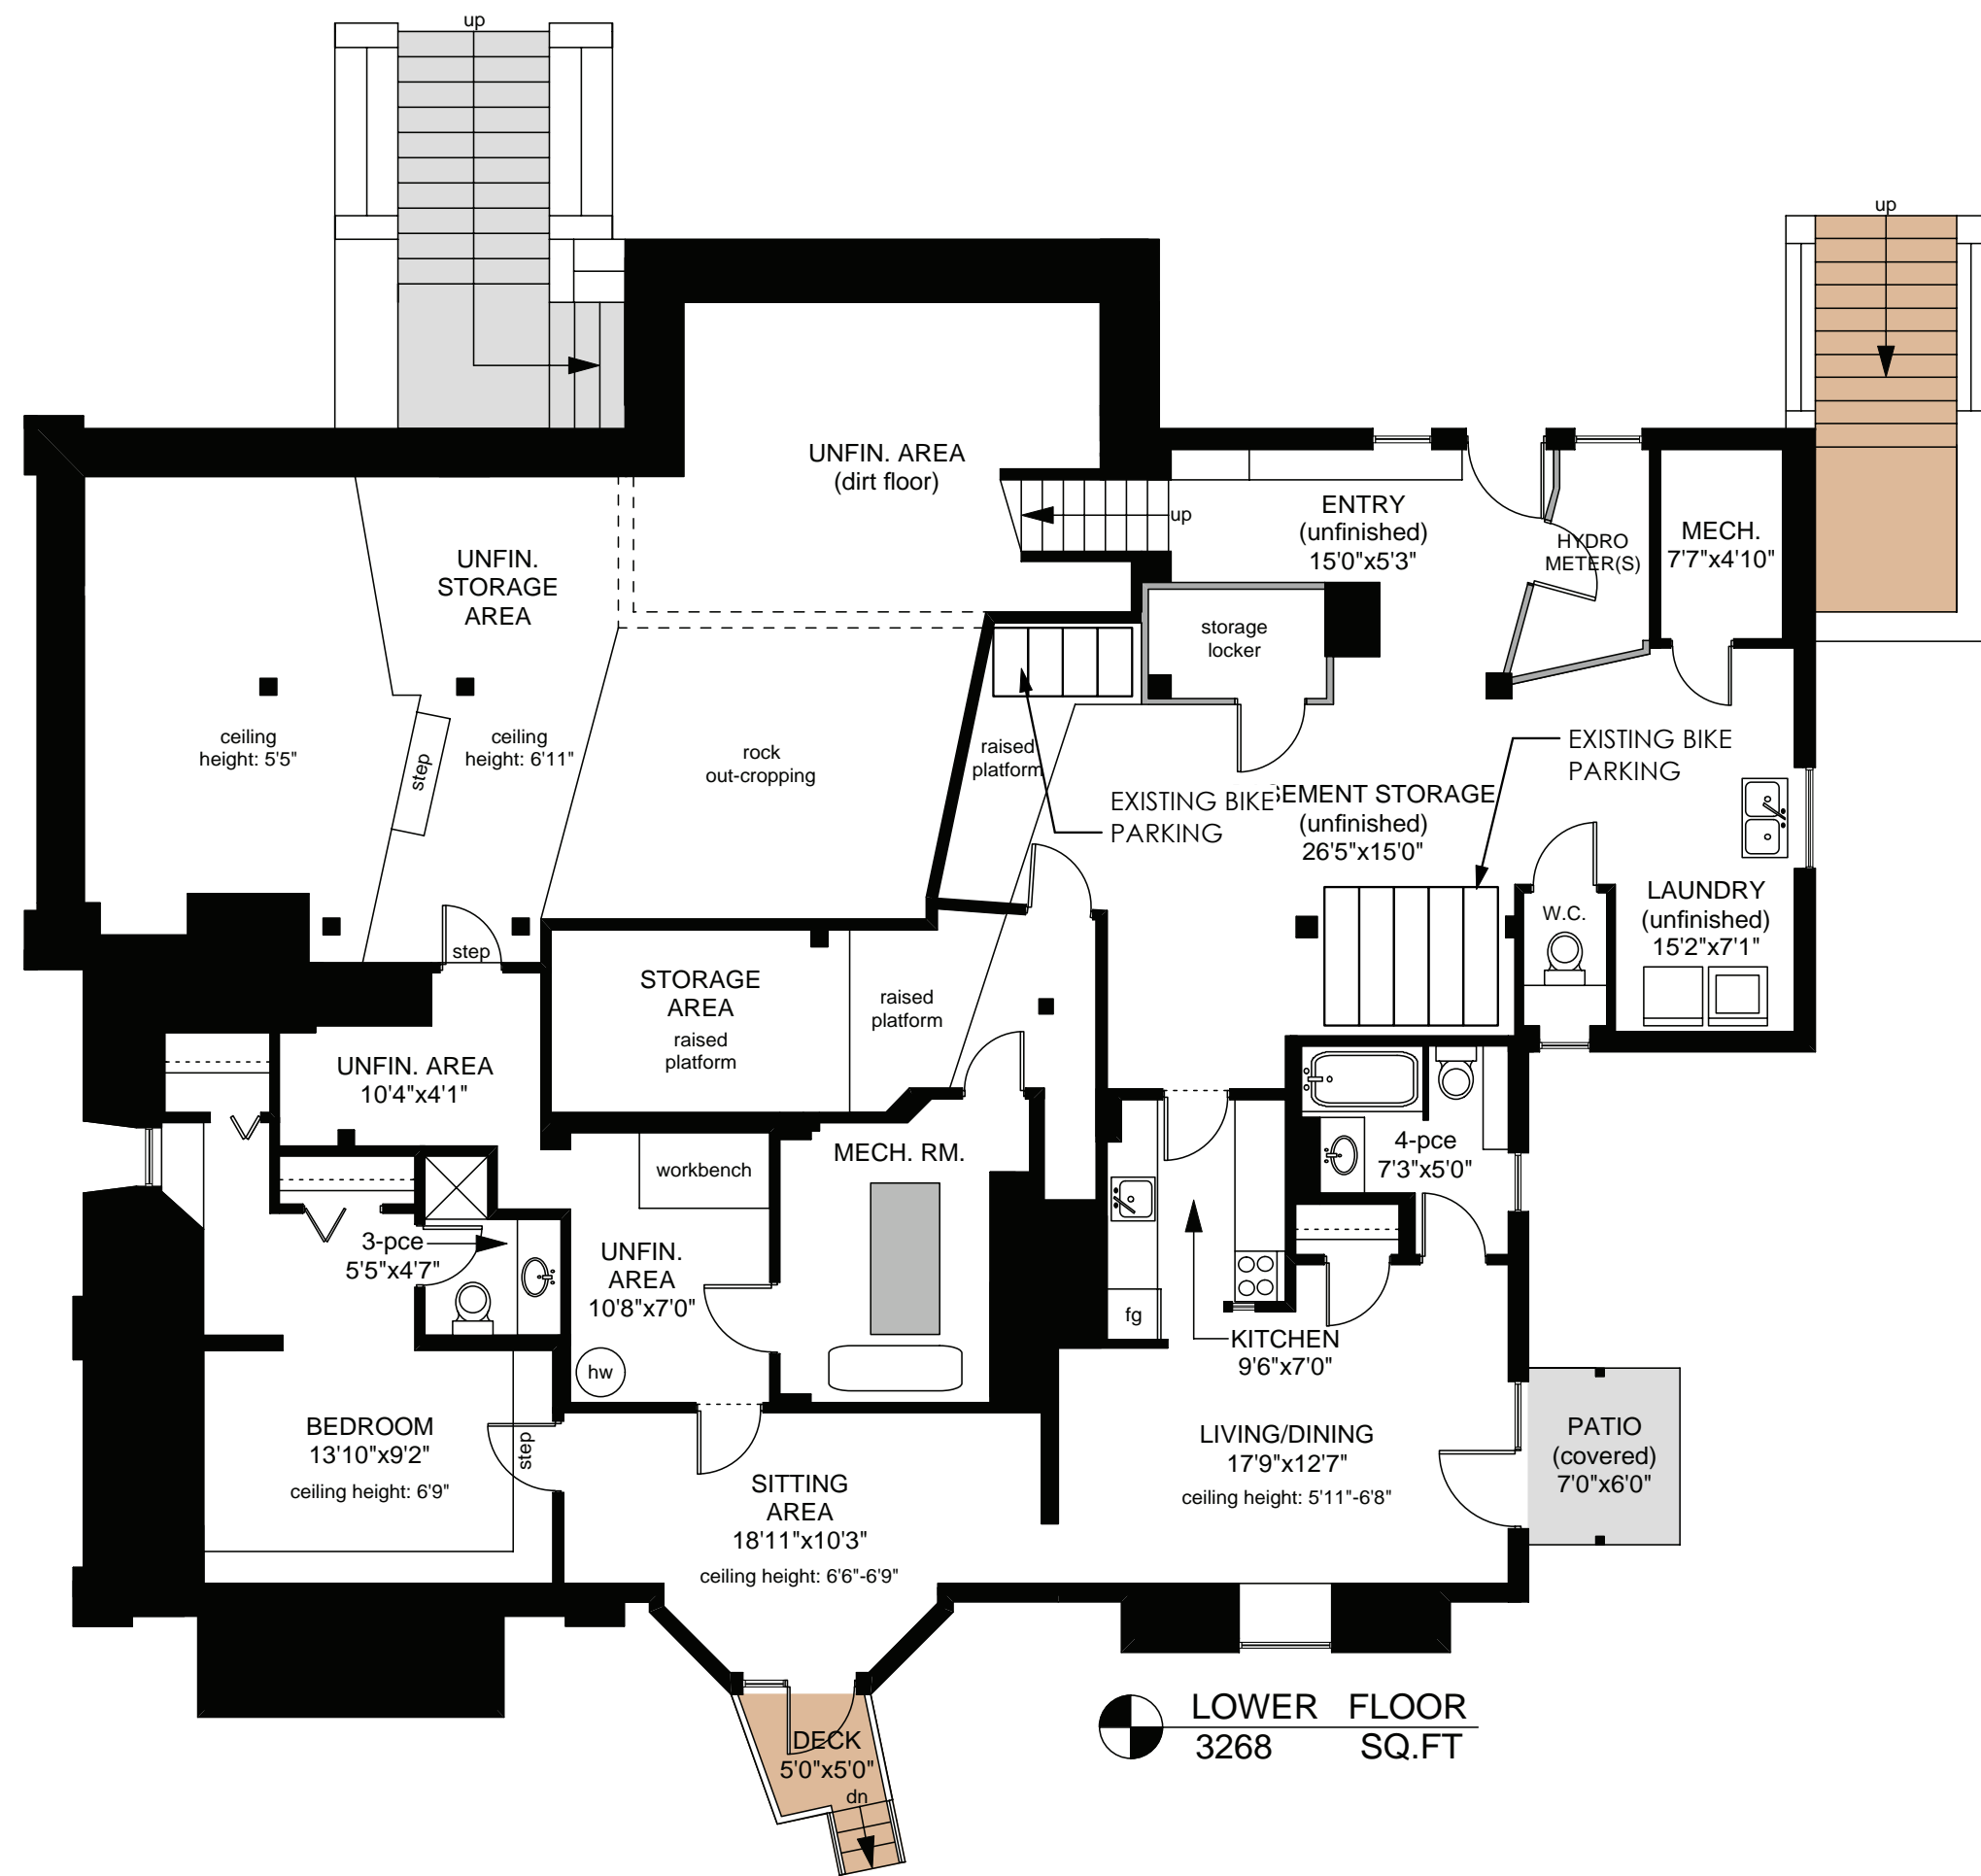 up
up
UNFIN. AREA
(dirt floor)
up
ENTRY
(unfinished)
15'0"x5'3"
HYDRO
METER(S)
MECH.
7'7"x4'10"
UNFIN.
STORAGE
AREA
storage
locker
ceiling
height: 5'5"
step
ceiling
height: 6'11"
rock
out-cropping
raised
platform
EXISTING BIKE
PARKING
EXISTING BIKE
PARKING
SEMENT STORAGE
(unfinished)
26'5"x15'0"
W.C.
LAUNDRY
(unfinished)
15'2"x7'1"
step
STORAGE
AREA
raised
platform
raised
platform
UNFIN. AREA
10'4"x4'1"
workbench
MECH. RM.
4-pce
7'3"x5'0"
3-pce
5'5"x4'7"
UNFIN.
AREA
10'8"x7'0"
hw
fg
KITCHEN
9'6"x7'0"
BEDROOM
13'10"x9'2"
ceiling height: 6'9"
step
SITTING
AREA
18'11"x10'3"
ceiling height: 6'6"-6'9"
LIVING/DINING
17'9"x12'7"
ceiling height: 5'11"-6'8"
PATIO
(covered)
7'0"x6'0"
DECK
5'0"x5'0"
dn
LOWER FLOOR
3268 SQ.FT